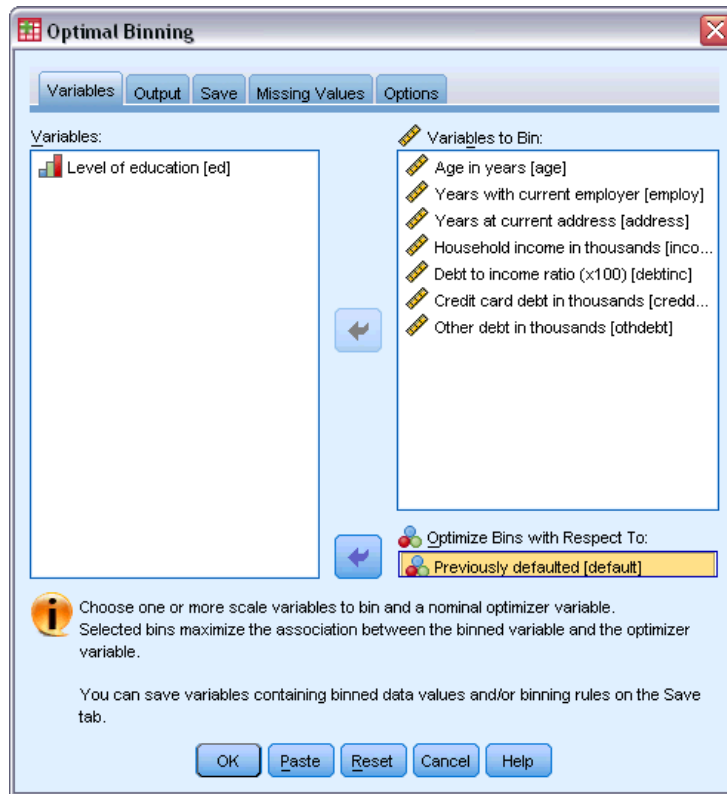 Optimal Binning
Variables Output Save Missing Values Options
Variables:
Level of education [ed]
Variables to Bin:
Age in years [age]
Years with current employer [employ]
Years at current address [address]
Household income in thousands [inco...
Debt to income ratio (x100) [debtinc]
Credit card debt in thousands [credd...
Other debt in thousands [othdebt]
Optimize Bins with Respect To:
Previously defaulted [default]
Choose one or more scale variables to bin and a nominal optimizer variable.
Selected bins maximize the association between the binned variable and the optimizer
variable.
You can save variables containing binned data values and/or binning rules on the Save
tab.
OK Paste Reset Cancel Help